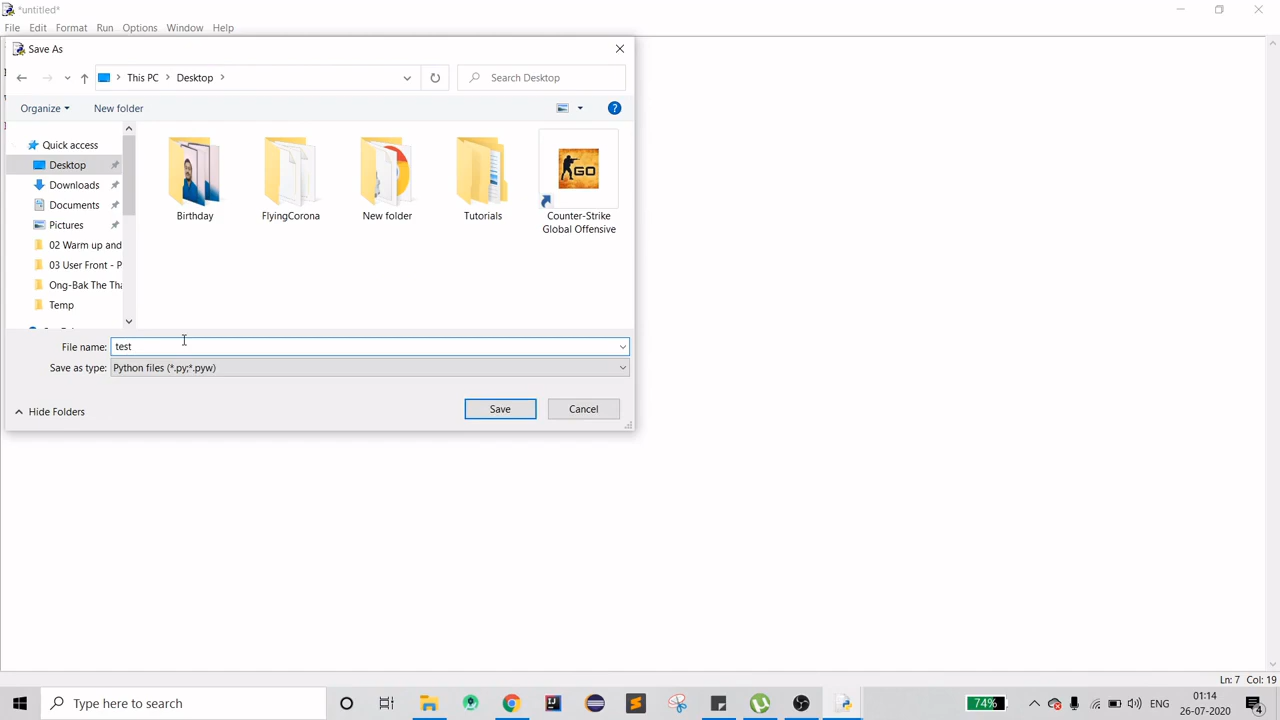 *untitled*
File Edit Format Run Options Window Help
Save As
This PC Desktop
Search Desktop
Organize New folder
Quick access
Desktop
Downloads
Documents
Pictures
02 Warm up and
03 User Front - P
Ong-Bak The Tha
Temp
Birthday
FlyingCorona
New folder
Tutorials
GO
Counter-Strike
Global Offensive
File name: test
Save as type: Python files (*.py;*.pyw)
Hide Folders
Save Cancel
Ln: 7 Col: 19
Type here to search
74%
ENG
01:14
26-07-2020
4